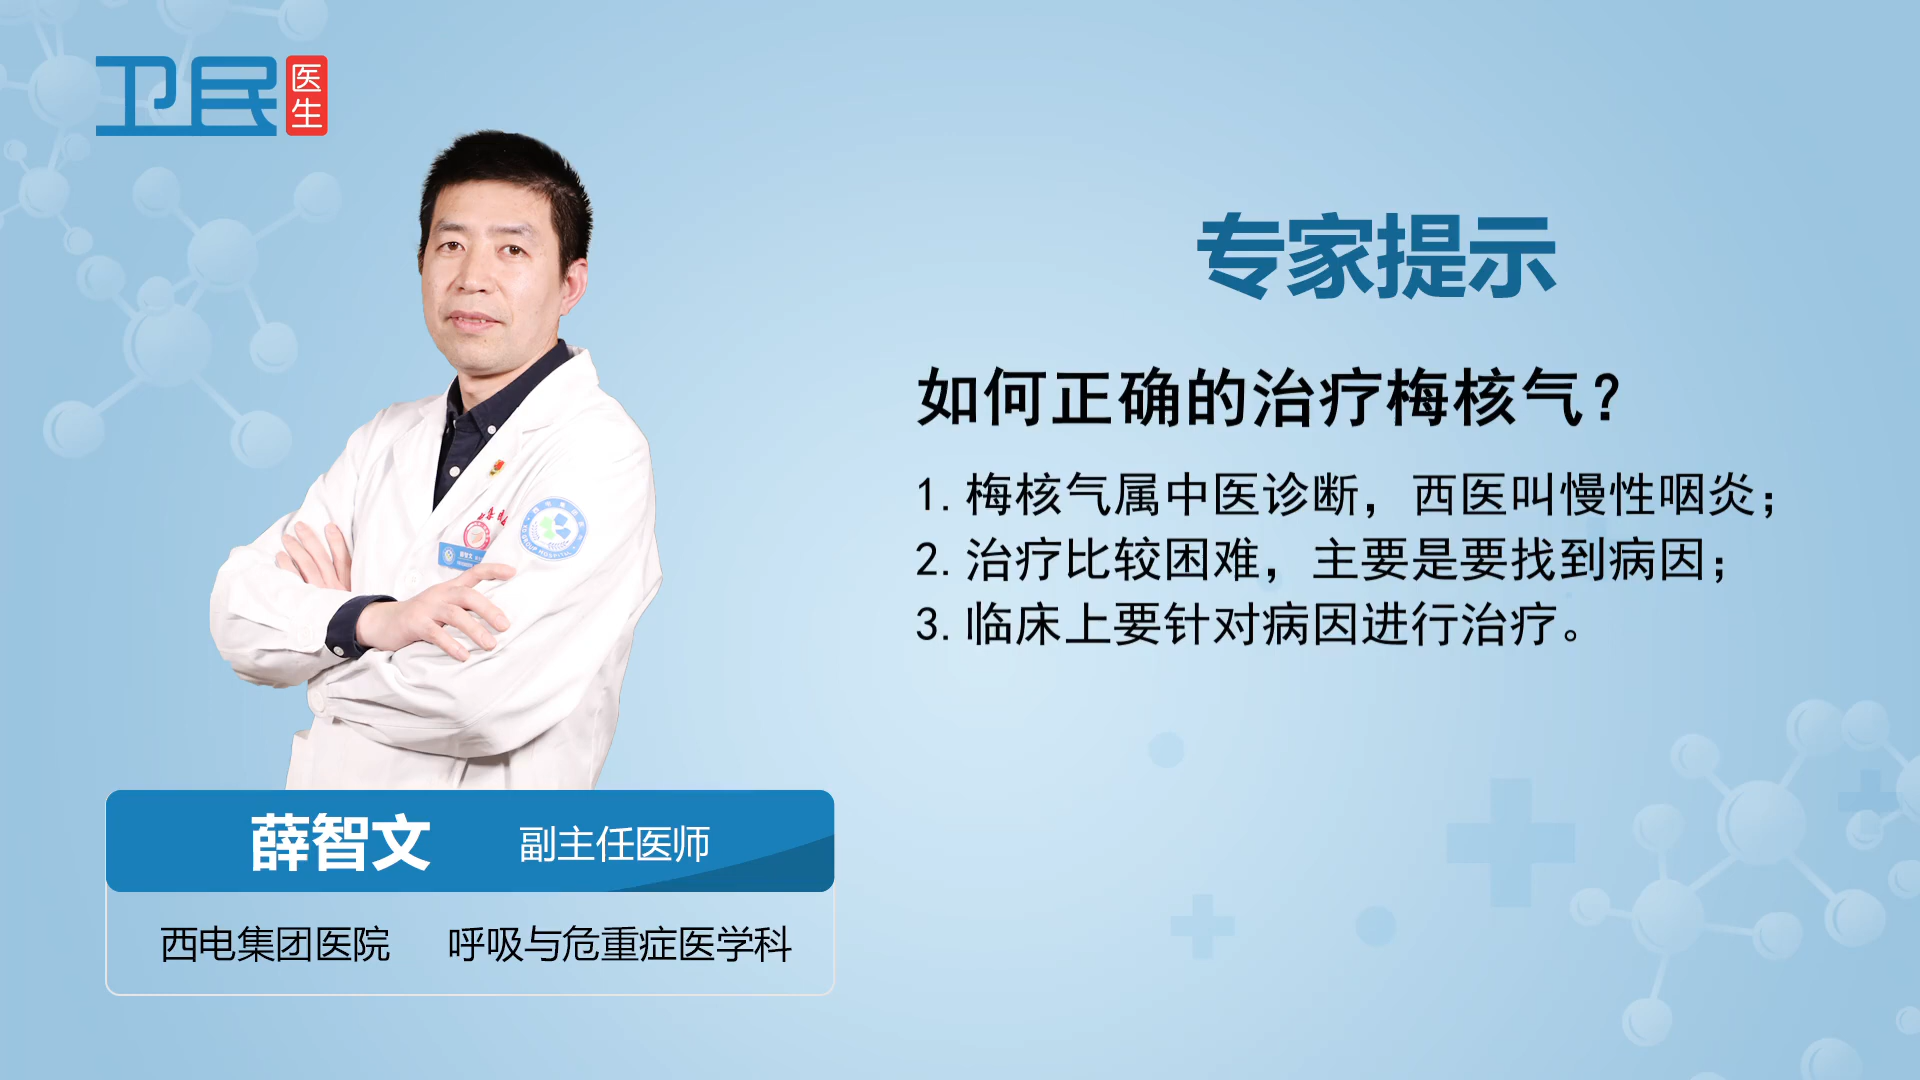 卫民医生
专家提示
如何正确的治疗梅核气？
1.梅核气属中医诊断，西医叫慢性咽炎；
2.治疗比较困难，主要是要找到病因；
3.临床上要针对病因进行治疗。
薛智文 副主任医师
西电集团医院 呼吸与危重症医学科